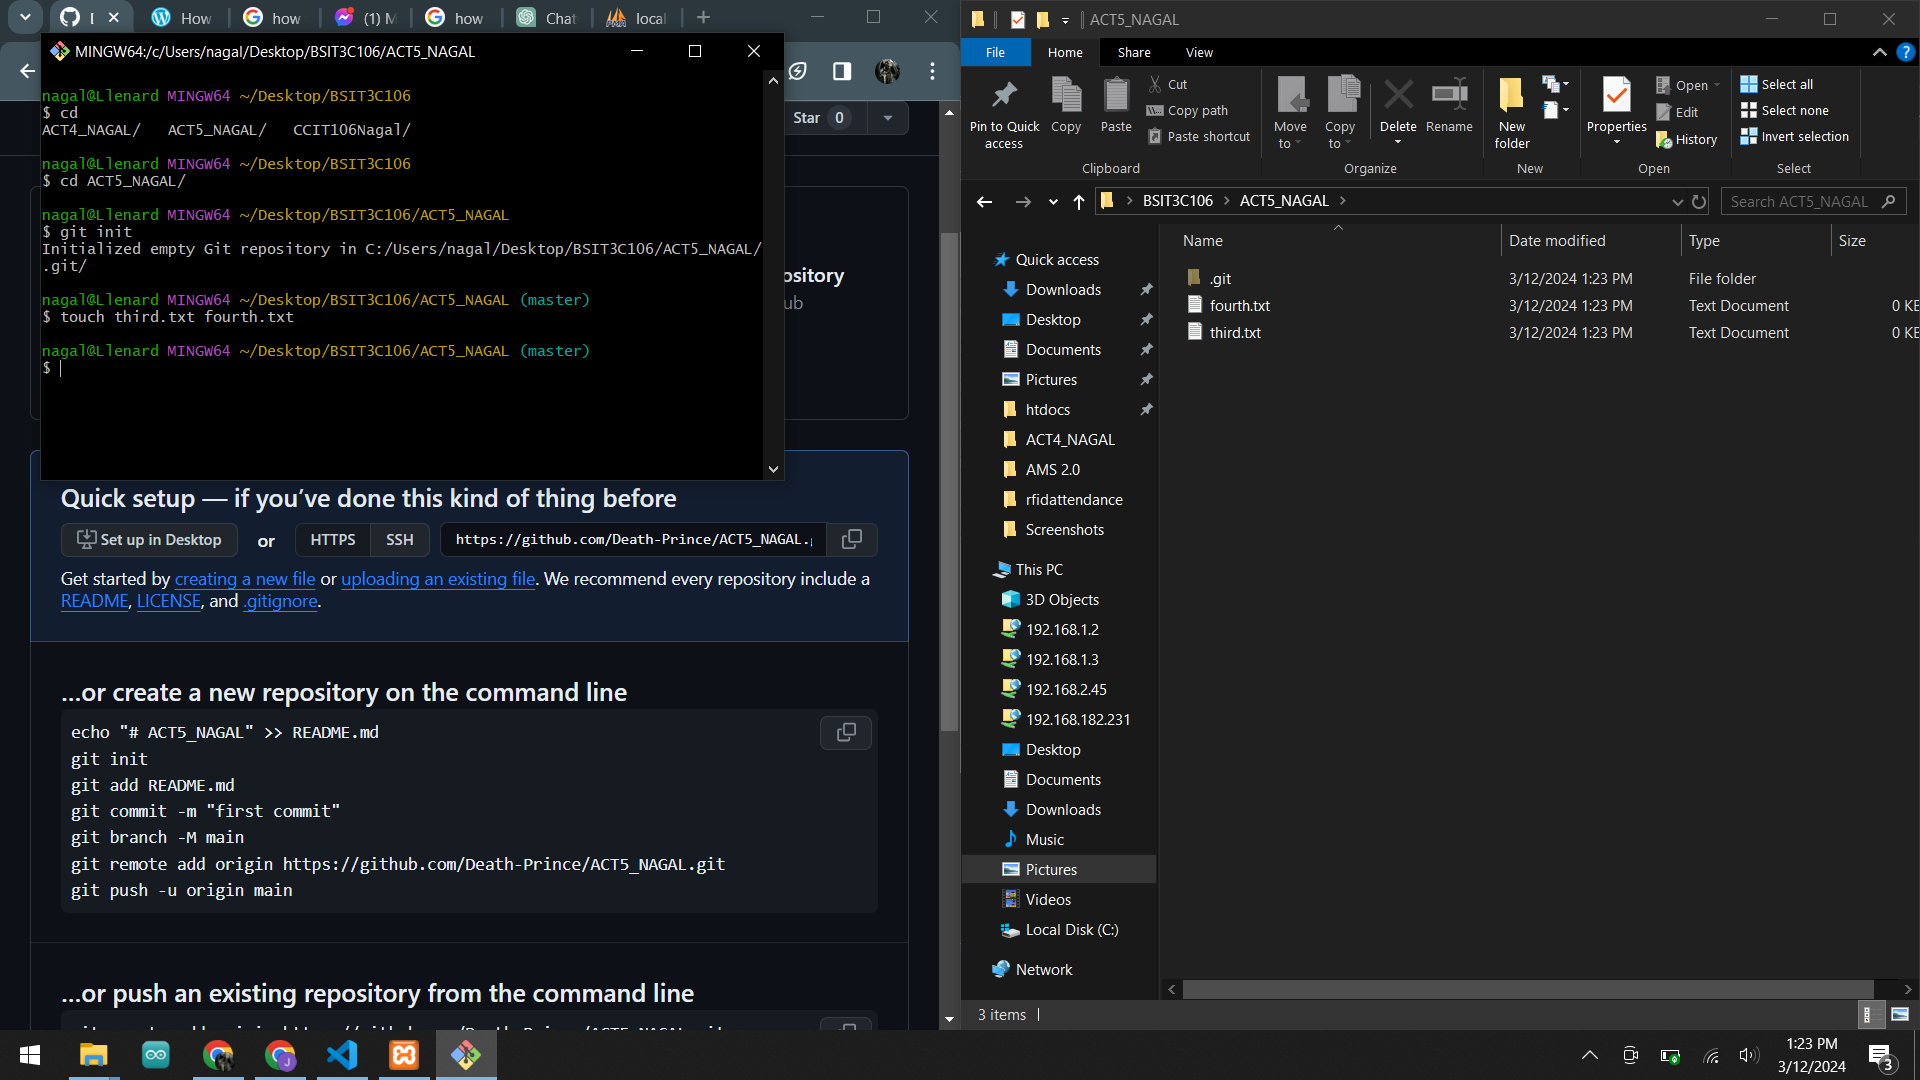 How
how
(1) M
how
Chat
local
MINGW64:/c/Users/nagal/Desktop/BSIT3C106/ACT5_NAGAL
nagal@Llenard MINGW64 ~/Desktop/BSIT3C106
$ cd
ACT4_NAGAL/ ACT5_NAGAL/ CCIT106Nagal/
nagal@Llenard MINGW64 ~/Desktop/BSIT3C106
$ cd ACT5_NAGAL/
nagal@Llenard MINGW64 ~/Desktop/BSIT3C106/ACT5_NAGAL
$ git init
Initialized empty Git repository in C:/Users/nagal/Desktop/BSIT3C106/ACT5_NAGAL/
.git/
nagal@Llenard MINGW64 ~/Desktop/BSIT3C106/ACT5_NAGAL (master)
$ touch third.txt fourth.txt
nagal@Llenard MINGW64 ~/Desktop/BSIT3C106/ACT5_NAGAL (master)
$
Star 0
ository
ub
Quick setup — if you’ve done this kind of thing before
Set up in Desktop or HTTPS SSH https://github.com/Death-Prince/ACT5_NAGAL.
Get started by creating a new file or uploading an existing file. We recommend every repository include a
README, LICENSE, and .gitignore.
…or create a new repository on the command line
echo "# ACT5_NAGAL" >> README.md
git init
git add README.md
git commit -m "first commit"
git branch -M main
git remote add origin https://github.com/Death-Prince/ACT5_NAGAL.git
git push -u origin main
…or push an existing repository from the command line
ACT5_NAGAL
File Home Share View
Pin to Quick
access
Copy
Paste
Cut
Copy path
Paste shortcut
Clipboard
Move
to
Copy
to
Delete
Rename
Organize
New
folder
New
Properties
Open
Edit
History
Open
Select all
Select none
Invert selection
Select
BSIT3C106 ACT5_NAGAL
Search ACT5_NAGAL
Name Date modified Type Size
.git 3/12/2024 1:23 PM File folder
fourth.txt 3/12/2024 1:23 PM Text Document 0 KE
third.txt 3/12/2024 1:23 PM Text Document 0 KE
Quick access
Downloads
Desktop
Documents
Pictures
htdocs
ACT4_NAGAL
AMS 2.0
rfidattendance
Screenshots
This PC
3D Objects
192.168.1.2
192.168.1.3
192.168.2.45
192.168.182.231
Desktop
Documents
Downloads
Music
Pictures
Videos
Local Disk (C:)
Network
3 items
1:23 PM
3/12/2024
3